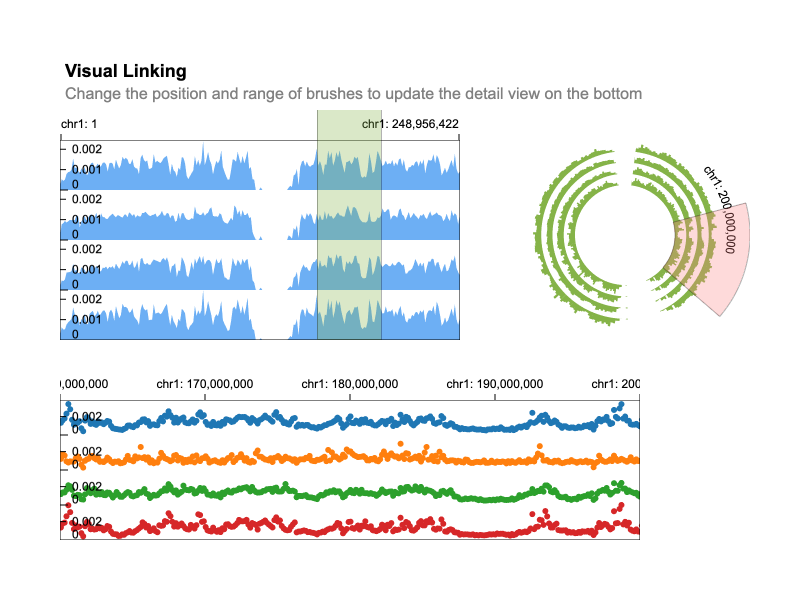 Visual Linking
Change the position and range of brushes to update the detail view on the bottom
chr1: 1
chr1: 248,956,422
0.002
0.001
0
0.002
0.001
0
0.002
0.001
0
0.002
0.001
0
chr1: 200,000,000
0,000,000
chr1: 170,000,000
chr1: 180,000,000
chr1: 190,000,000
chr1: 200
0.002
0
0.002
0
0.002
0
0.002
0